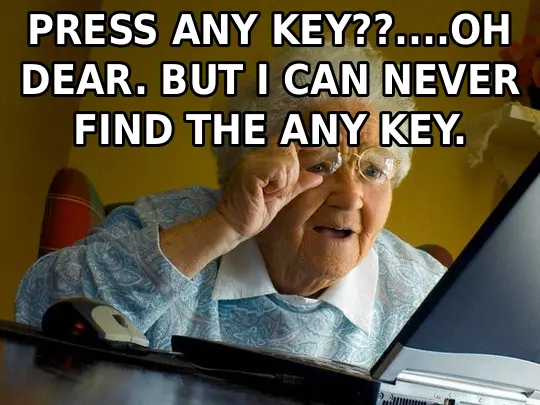 PRESS ANY KEY??....OH
DEAR. BUT I CAN NEVER
FIND THE ANY KEY.